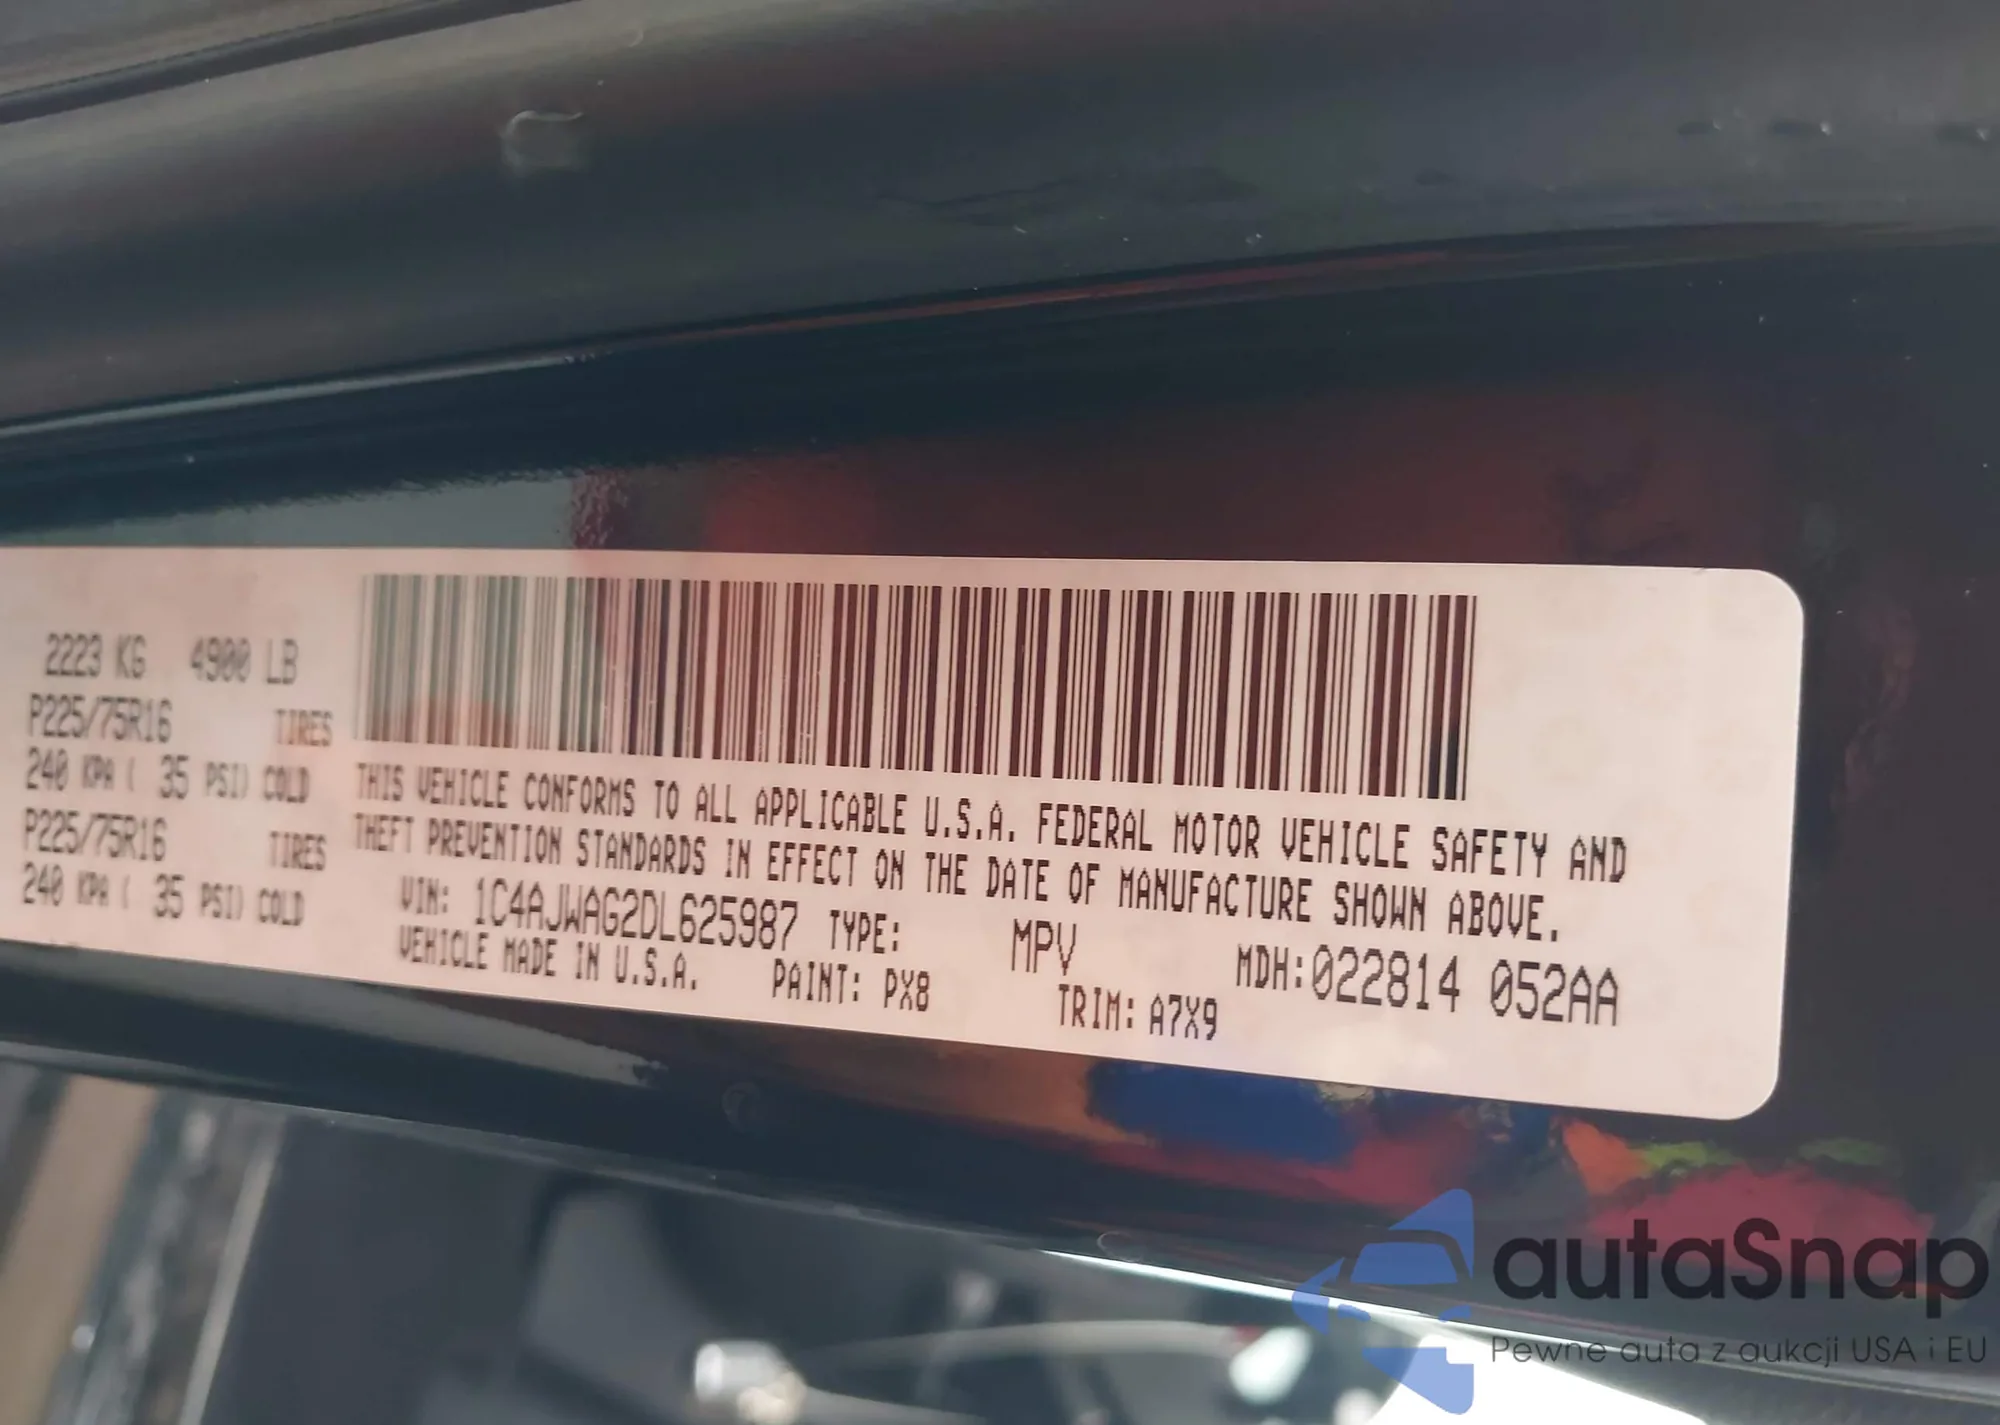 2223 KG 4900 LB
P225/75R16 TIRES
240 KPA ( 35 PSI) COLD
P225/75R16 TIRES
240 KPA ( 35 PSI) COLD
THIS VEHICLE CONFORMS TO ALL APPLICABLE U.S.A. FEDERAL MOTOR VEHICLE SAFETY AND
THEFT PREVENTION STANDARDS IN EFFECT ON THE DATE OF MANUFACTURE SHOWN ABOVE.
VIN: 1C4AJWAG2DL625987 TYPE: MPV MDH:022814 052AA
VEHICLE MADE IN U.S.A. PAINT: PX8 TRIM: A7X9
autaSnap
Pewne auta z aukcji USA i EU